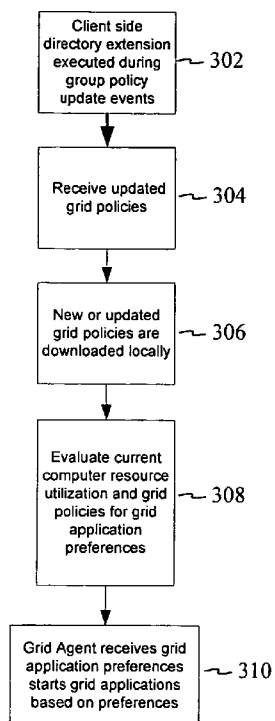 Client side
directory extension
executed during
group policy
update events
302
Receive updated
grid policies
304
New or updated
grid policies are
downloaded locally
306
Evaluate current
computer resource
utilization and grid
policies for grid
application
preferences
308
Grid Agent receives grid
application preferences
starts grid applications
based on preferences
310